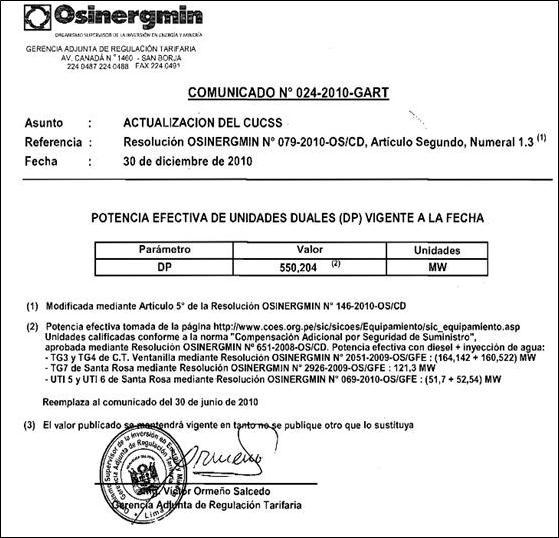 Osinergmin
ORGANISMO SUPERVISOR DE LA INVERSIÓN EN ENERGÍA Y MINERÍA
GERENCIA ADJUNTA DE REGULACIÓN TARIFARIA
AV. CANADÁ N° 1460 - SAN BORJA
224 0487 224 0488 FAX 224 0491
COMUNICADO N° 024-2010-GART
Asunto : ACTUALIZACION DEL CUCSS
Referencia : Resolución OSINERGMIN N° 079-2010-OS/CD, Artículo Segundo, Numeral 1.3 (1)
Fecha : 30 de diciembre de 2010
POTENCIA EFECTIVA DE UNIDADES DUALES (DP) VIGENTE A LA FECHA
Parámetro Valor Unidades
DP 550,204 (2) MW
(1) Modificada mediante Artículo 5° de la Resolución OSINERGMIN N° 146-2010-OS/CD
(2) Potencia efectiva tomada de la página http://www.coes.org.pe/sic/sicoes/Equipamiento/sic_equipamiento.asp
Unidades calificadas conforme a la norma "Compensación Adicional por Seguridad de Suministro",
aprobada mediante Resolución OSINERGMIN N° 651-2008-OS/CD. Potencia efectiva con diesel + inyección de agua:
- TG3 y TG4 de C.T. Ventanilla mediante Resolución OSINERGMIN N° 2051-2009-OS/GFE : (164,142 + 160,522) MW
- TG7 de Santa Rosa mediante Resolución OSINERGMIN N° 2926-2009-OS/GFE : 121,3 MW
- UTI 5 y UTI 6 de Santa Rosa mediante Resolución OSINERGMIN N° 069-2010-OS/GFE : (51,7 + 52,54) MW
Reemplaza al comunicado del 30 de junio de 2010
(3) El valor publicado se mantendrá vigente en tanto no se publique otro que lo sustituya
Ormeño
Ing. Víctor Ormeño Salcedo
Gerencia Adjunta de Regulación Tarifaria